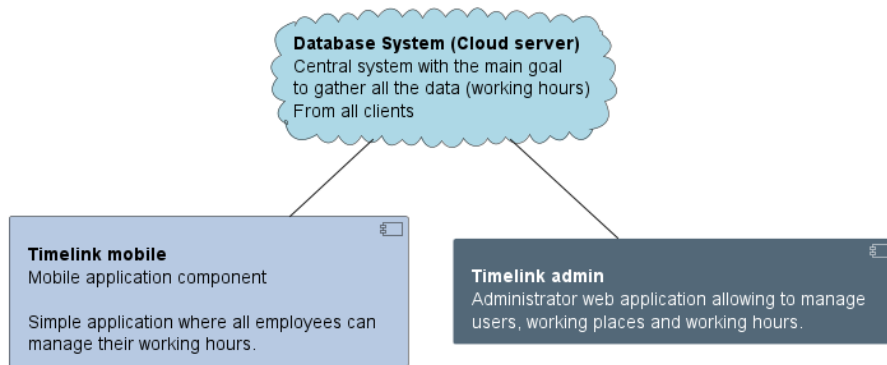 Database System (Cloud server)
Central system with the main goal
to gather all the data (working hours)
From all clients
Timelink mobile
Mobile application component
Simple application where all employees can
manage their working hours.
Timelink admin
Administrator web application allowing to manage
users, working places and working hours.